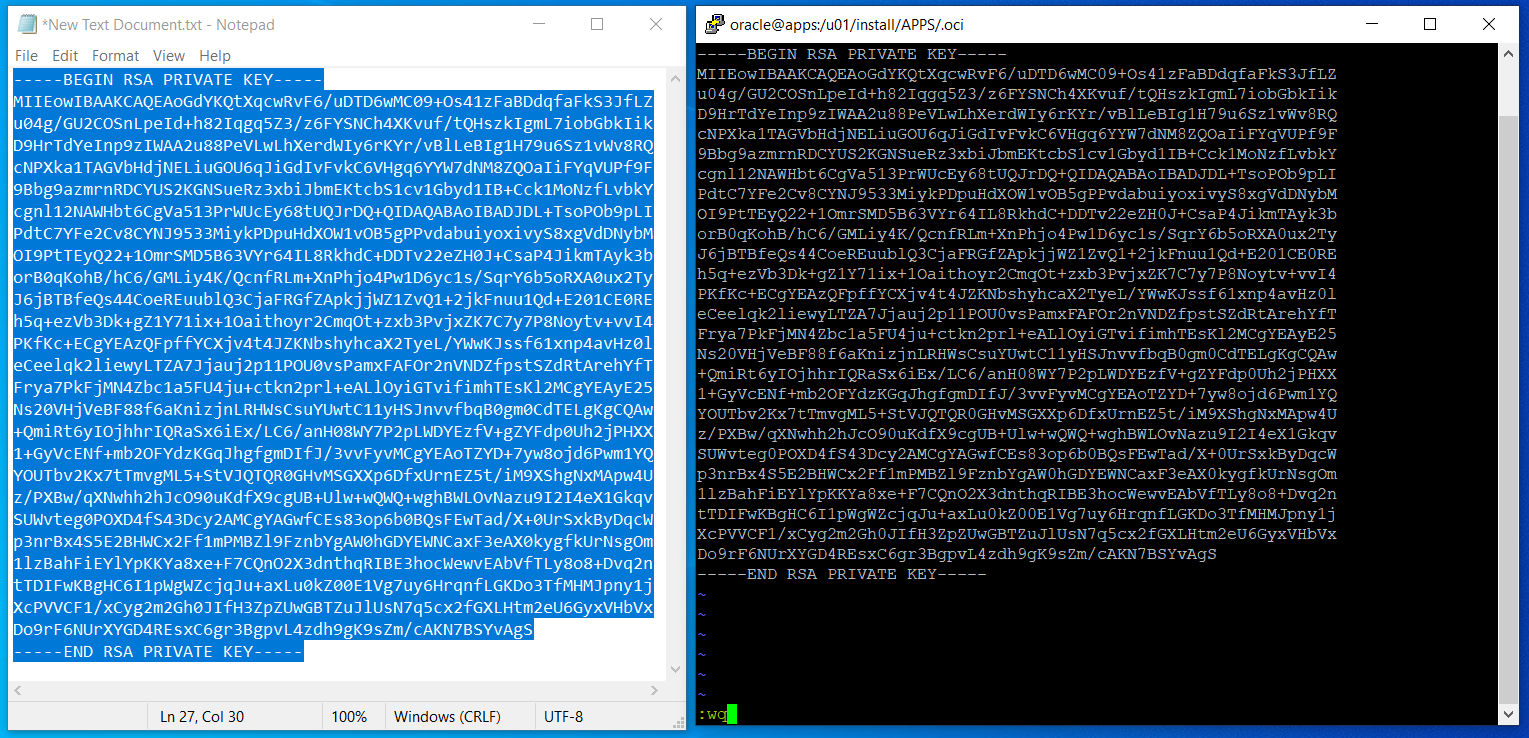 *New Text Document.txt - Notepad
File Edit Format View Help
-----BEGIN RSA PRIVATE KEY-----
MIIEowIBAAKCAQEAoGdYKQtXqcwRvF6/uDTD6wMC09+Os41zFaBDdqfaFkS3JfLZ
u04g/GU2COSnLpeId+h82Iqgq5Z3/z6FYSNCh4XKvuf/tQHszkIgmL7iobGbkIik
D9HrTdYeInp9zIWAA2u88PeVLwLhXerdWIy6rKYr/vBlLeBIg1H79u6Sz1vWv8RQ
cNPXka1TAGVbHdjNELiuGOU6qJiGdIvFvkC6VHgq6YYW7dNM8ZQOaIiFYqVUPf9F
9Bbg9azmrnRDCYUS2KGNSueRz3xbiJbmEKtcbS1cv1Gbyd1IB+Cck1MoNzfLvbkY
cgnl12NAWHbt6CgVa513PrWUcEy68tUQJrDQ+QIDAQABAoIBADJDL+TsoPOb9pLI
PdtC7YFe2Cv8CYNJ9533MiykPDpuHdXOW1vOB5gPPvdabuiyoxivyS8xgVdDNybM
OI9PtTEyQ22+1OmrSMD5B63VYr64IL8RkhdC+DDTv22eZH0J+CsaP4JikmTAyk3b
orB0qKohB/hC6/GMLiy4K/QcnfRLm+XnPhjo4Pw1D6yc1s/SqrY6b5oRXA0ux2Ty
J6jBTBfeQs44CoeREuublQ3CjaFRGfZApkjjWZ1ZvQ1+2jkFnuu1Qd+E201CE0RE
h5q+ezVb3Dk+gZ1Y71ix+1Oaithoyr2CmqOt+zxb3PvjxZK7C7y7P8Noytv+vvI4
PKfKc+ECgYEAzQFpffYCXjv4t4JZKNbshyhcaX2TyeL/YWwKJssf61xnp4avHz0l
eCeelqk2liewyLTZA7Jjauj2p11POU0vsPamxFAFOr2nVNDZfpstSZdRtArehYfT
Frya7PkFjMN4Zbc1a5FU4ju+ctkn2prl+eALlOyiGTvifimhTEsKl2MCgYEAyE25
Ns20VHjVeBF88f6aKnizjnLRHWsCsuYUwtC11yHSJnvvfbqB0gm0CdTELgKgCQAw
+QmiRt6yIOjhhrIQRaSx6iEx/LC6/anH08WY7P2pLWDYEzfV+gZYFdp0Uh2jPHXX
1+GyVcENf+mb2OFYdzKGqJhgfgmDIfJ/3vvFyvMCgYEAoTZYD+7yw8ojd6Pwm1YQ
YOUTbv2Kx7tTmvgML5+StVJQTQR0GHvMSGXXp6DfxUrnEZ5t/iM9XShgNxMApw4U
z/PXBw/qXNwhh2hJcO90uKdfX9cgUB+Ulw+wQWQ+wghBWLOvNazu9I2I4eX1Gkqv
SUWvteg0POXD4fS43Dcy2AMCgYAGwfCEs83op6b0BQsFEwTad/X+0UrSxkByDqcW
p3nrBx4S5E2BHWCx2Ff1mPMBZl9FznbYgAW0hGDYEWNCaxF3eAX0kygfkUrNsgOm
1lzBahFiEYlYpKKYa8xe+F7CQnO2X3dnthqRIBE3hocWewvEAbVfTLy8o8+Dvq2n
tTDIFwKBgHC6I1pWgWZcjqJu+axLu0kZ00E1Vg7uy6HrqnfLGKDo3TfMHMJpny1j
XcPVVCF1/xCyg2m2Gh0JIfH3ZpZUwGBTZuJlUsN7q5cx2fGXLHtm2eU6GyxVHbVx
Do9rF6NUrXYGD4REsxC6gr3BgpvL4zdh9gK9sZm/cAKN7BSYvAgS
-----END RSA PRIVATE KEY-----
Ln 27, Col 30 100% Windows (CRLF) UTF-8
oracle@apps:/u01/install/APPS/.oci
-----BEGIN RSA PRIVATE KEY-----
MIIEowIBAAKCAQEAoGdYKQtXqcwRvF6/uDTD6wMC09+Os41zFaBDdqfaFkS3JfLZ
u04g/GU2COSnLpeId+h82Iqgq5Z3/z6FYSNCh4XKvuf/tQHszkIgmL7iobGbkIik
D9HrTdYeInp9zIWAA2u88PeVLwLhXerdWIy6rKYr/vBlLeBIg1H79u6Sz1vWv8RQ
cNPXka1TAGVbHdjNELiuGOU6qJiGdIvFvkC6VHgq6YYW7dNM8ZQOaIiFYqVUPf9F
9Bbg9azmrnRDCYUS2KGNSueRz3xbiJbmEKtcbS1cv1Gbyd1IB+Cck1MoNzfLvbkY
cgnl12NAWHbt6CgVa513PrWUcEy68tUQJrDQ+QIDAQABAoIBADJDL+TsoPOb9pLI
PdtC7YFe2Cv8CYNJ9533MiykPDpuHdXOW1vOB5gPPvdabuiyoxivyS8xgVdDNybM
OI9PtTEyQ22+1OmrSMD5B63VYr64IL8RkhdC+DDTv22eZH0J+CsaP4JikmTAyk3b
orB0qKohB/hC6/GMLiy4K/QcnfRLm+XnPhjo4Pw1D6yc1s/SqrY6b5oRXA0ux2Ty
J6jBTBfeQs44CoeREuublQ3CjaFRGfZApkjjWZ1ZvQ1+2jkFnuu1Qd+E201CE0RE
h5q+ezVb3Dk+gZ1Y71ix+1Oaithoyr2CmqOt+zxb3PvjxZK7C7y7P8Noytv+vvI4
PKfKc+ECgYEAzQFpffYCXjv4t4JZKNbshyhcaX2TyeL/YWwKJssf61xnp4avHz0l
eCeelqk2liewyLTZA7Jjauj2p11POU0vsPamxFAFOr2nVNDZfpstSZdRtArehYfT
Frya7PkFjMN4Zbc1a5FU4ju+ctkn2prl+eALlOyiGTvifimhTEsKl2MCgYEAyE25
Ns20VHjVeBF88f6aKnizjnLRHWsCsuYUwtC11yHSJnvvfbqB0gm0CdTELgKgCQAw
+QmiRt6yIOjhhrIQRaSx6iEx/LC6/anH08WY7P2pLWDYEzfV+gZYFdp0Uh2jPHXX
1+GyVcENf+mb2OFYdzKGqJhgfgmDIfJ/3vvFyvMCgYEAoTZYD+7yw8ojd6Pwm1YQ
YOUTbv2Kx7tTmvgML5+StVJQTQR0GHvMSGXXp6DfxUrnEZ5t/iM9XShgNxMApw4U
z/PXBw/qXNwhh2hJcO90uKdfX9cgUB+Ulw+wQWQ+wghBWLOvNazu9I2I4eX1Gkqv
SUWvteg0POXD4fS43Dcy2AMCgYAGwfCEs83op6b0BQsFEwTad/X+0UrSxkByDqcW
p3nrBx4S5E2BHWCx2Ff1mPMBZl9FznbYgAW0hGDYEWNCaxF3eAX0kygfkUrNsgOm
1lzBahFiEYlYpKKYa8xe+F7CQnO2X3dnthqRIBE3hocWewvEAbVfTLy8o8+Dvq2n
tTDIFwKBgHC6I1pWgWZcjqJu+axLu0kZ00E1Vg7uy6HrqnfLGKDo3TfMHMJpny1j
XcPVVCF1/xCyg2m2Gh0JIfH3ZpZUwGBTZuJlUsN7q5cx2fGXLHtm2eU6GyxVHbVx
Do9rF6NUrXYGD4REsxC6gr3BgpvL4zdh9gK9sZm/cAKN7BSYvAgS
-----END RSA PRIVATE KEY-----
~
~
~
~
~
~
:wq